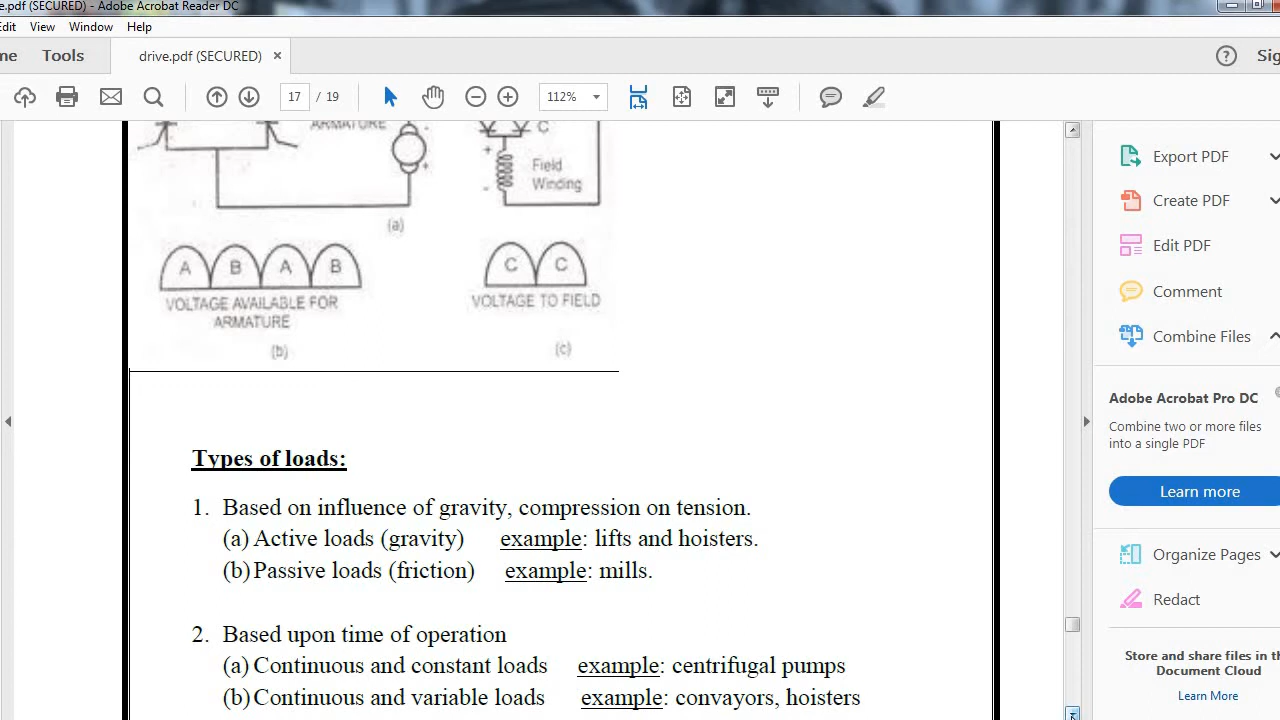 e.pdf (SECURED) - Adobe Acrobat Reader DC
Edit View Window Help
me Tools drive.pdf (SECURED) × Sig
17 / 19 112%
ARMATURE C
Field
Winding
+ - + -
(a)
A B A B C C
VOLTAGE AVAILABLE FOR
ARMATURE
VOLTAGE TO FIELD
(b) (c)
Types of loads:
1. Based on influence of gravity, compression on tension.
(a) Active loads (gravity) example: lifts and hoisters.
(b) Passive loads (friction) example: mills.
2. Based upon time of operation
(a) Continuous and constant loads example: centrifugal pumps
(b) Continuous and variable loads example: convayors, hoisters
Export PDF
Create PDF
Edit PDF
Comment
Combine Files
Adobe Acrobat Pro DC
Combine two or more files
into a single PDF
Learn more
Organize Pages
Redact
Store and share files in th
Document Cloud
Learn More